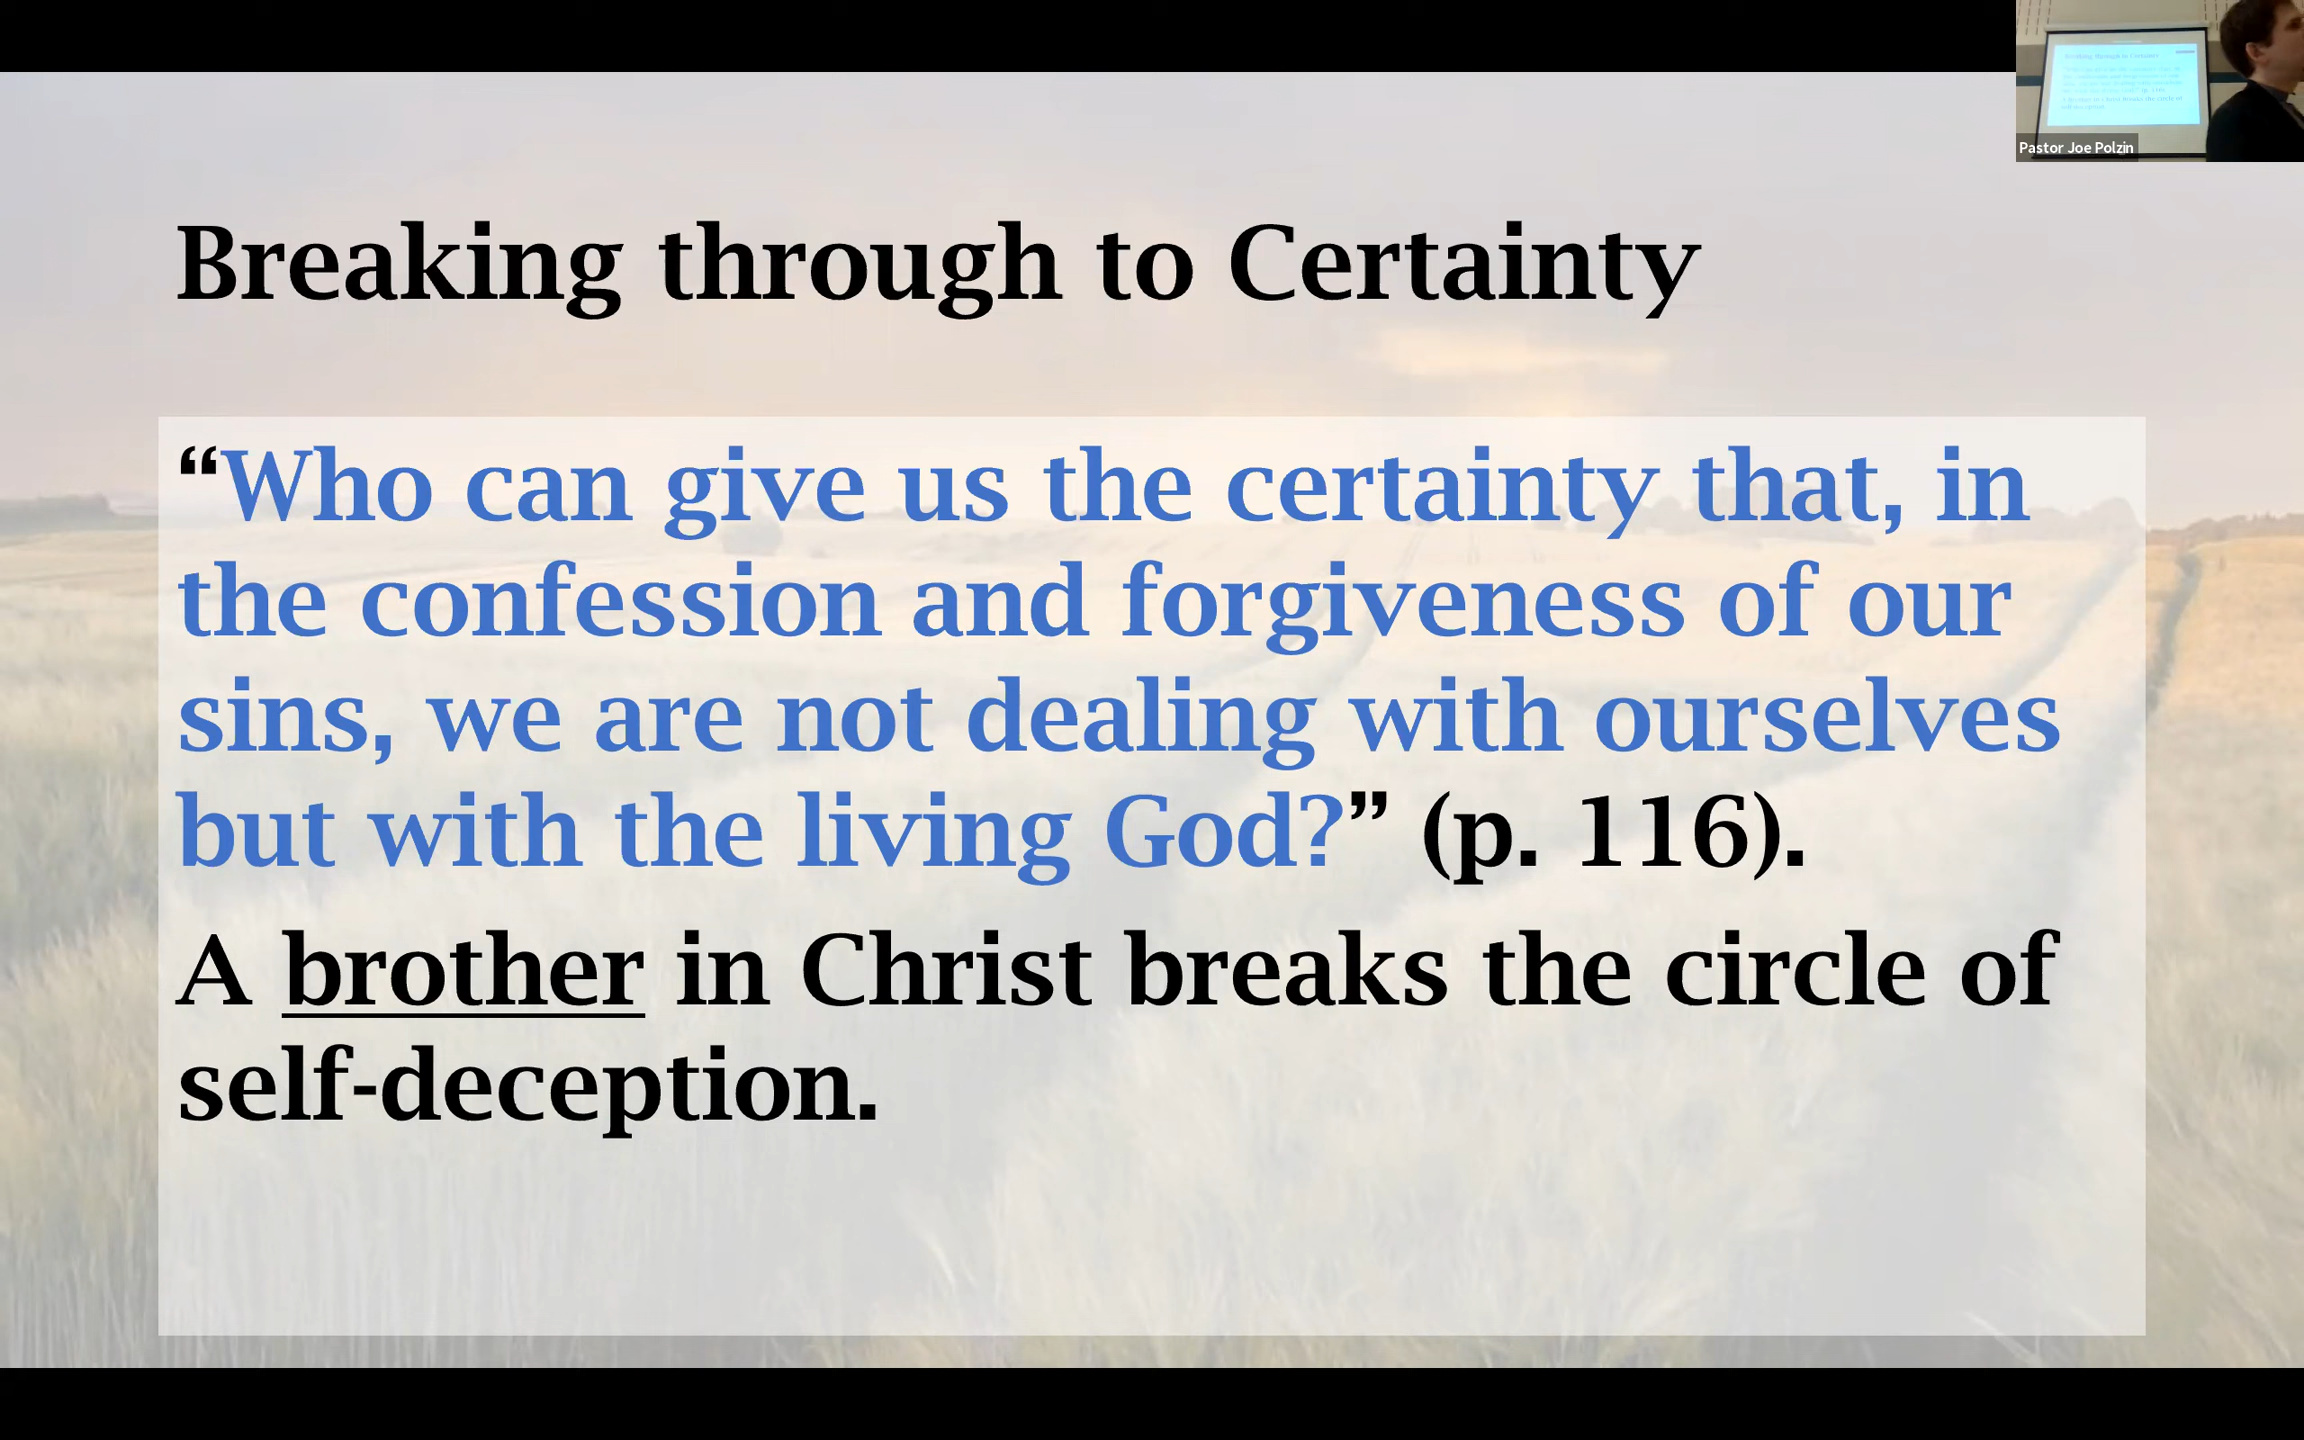 Pastor Joe Polzin
Breaking through to Certainty
“Who can give us the certainty that, in
the confession and forgiveness of our
sins, we are not dealing with ourselves
but with the living God?” (p. 116).
A brother in Christ breaks the circle of
self-deception.